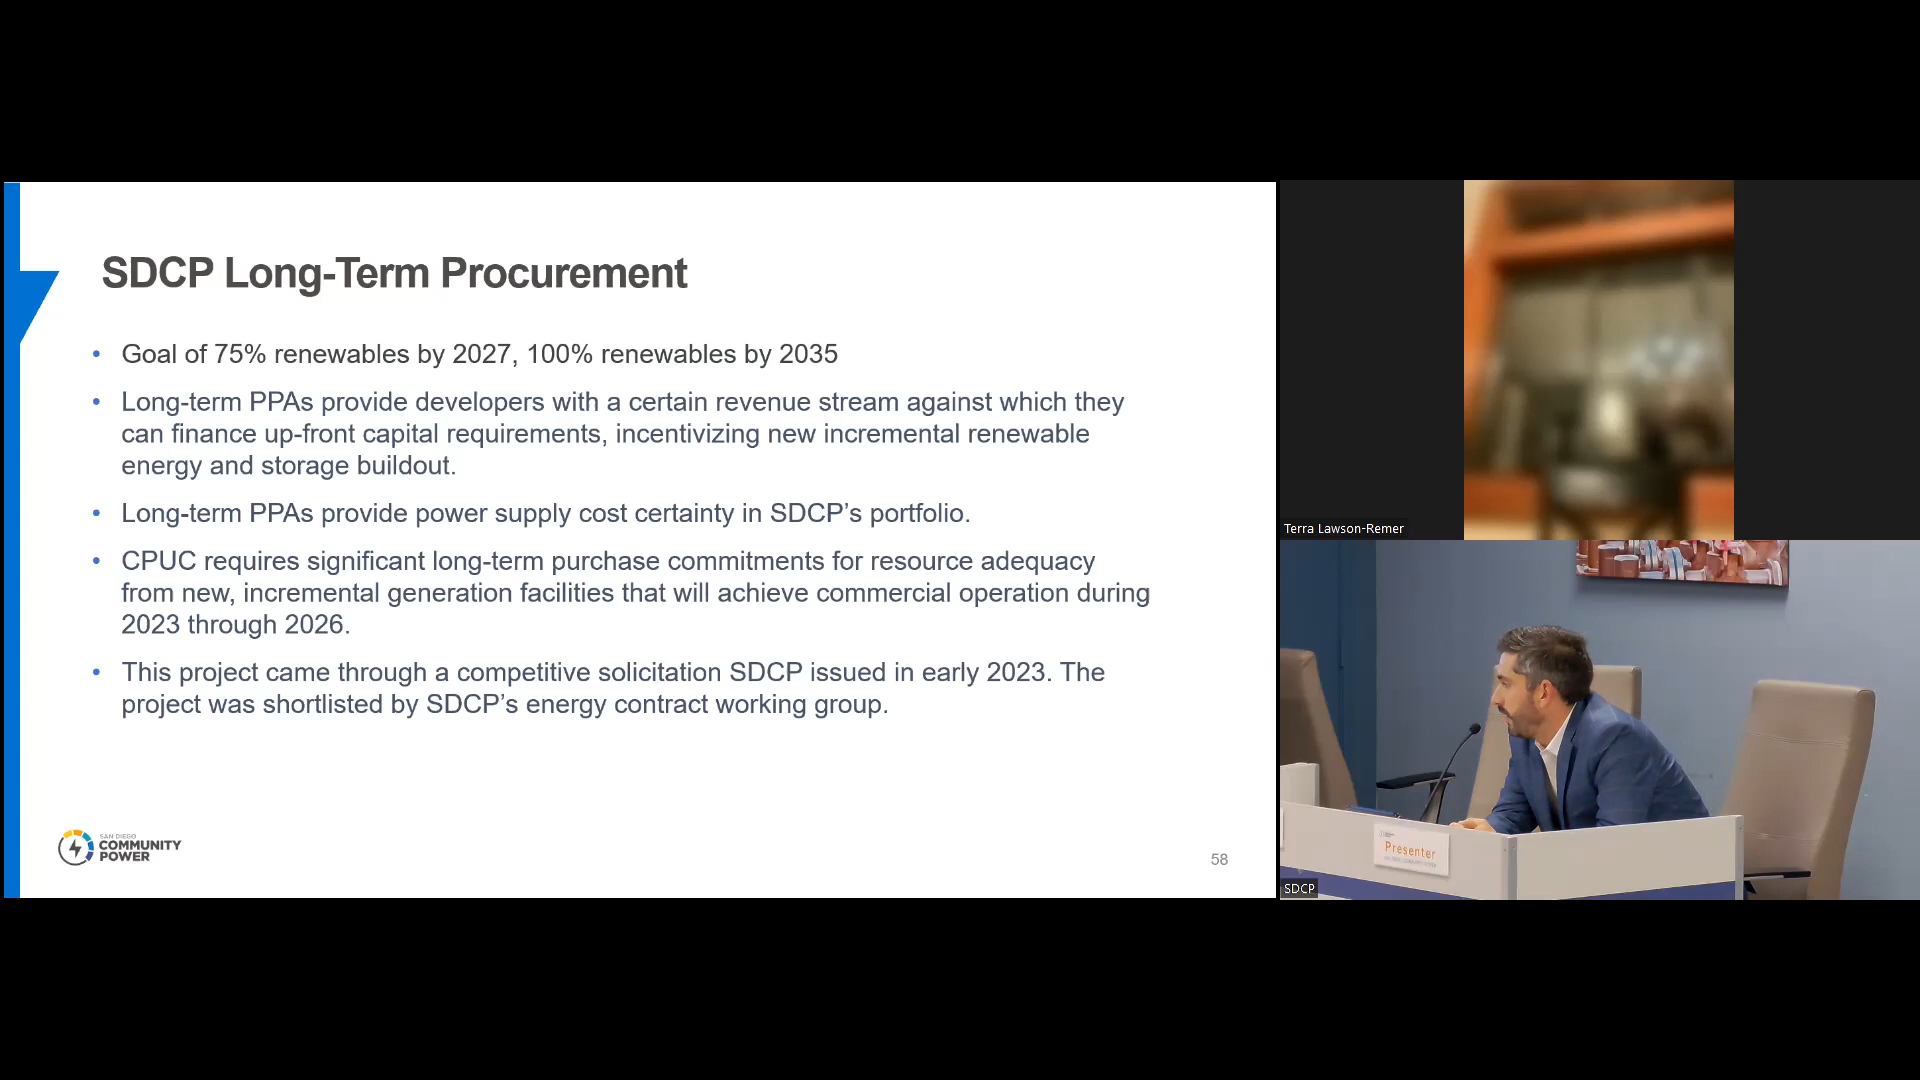 SDCP Long-Term Procurement
• Goal of 75% renewables by 2027, 100% renewables by 2035
• Long-term PPAs provide developers with a certain revenue stream against which they
can finance up-front capital requirements, incentivizing new incremental renewable
energy and storage buildout.
• Long-term PPAs provide power supply cost certainty in SDCP’s portfolio.
• CPUC requires significant long-term purchase commitments for resource adequacy
from new, incremental generation facilities that will achieve commercial operation during
2023 through 2026.
• This project came through a competitive solicitation SDCP issued in early 2023. The
project was shortlisted by SDCP’s energy contract working group.
SAN DIEGO
COMMUNITY
POWER
58
Terra Lawson-Remer
Presenter
SDCP